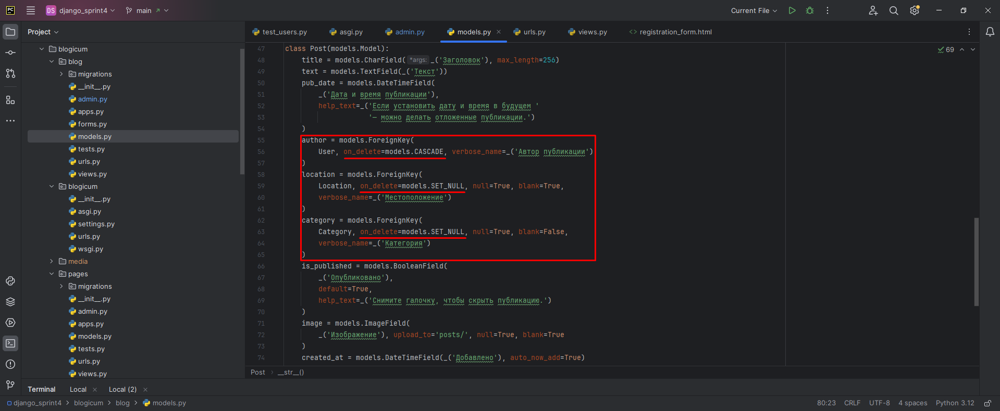 PC
DS django_sprint4 main Current File
Project
test_users.py asgi.py admin.py models.py urls.py views.py <> registration_form.html
69
blogicum
blog
migrations
__init__.py
admin.py
apps.py
forms.py
models.py
tests.py
urls.py
views.py
blogicum
__init__.py
asgi.py
settings.py
urls.py
wsgi.py
media
pages
migrations
__init__.py
admin.py
apps.py
models.py
tests.py
urls.py
views.py
47 class Post(models.Model):
48 title = models.CharField( *args: _('Заголовок'), max_length=256)
49 text = models.TextField(_('Текст'))
50 pub_date = models.DateTimeField(
51 _('Дата и время публикации'),
52 help_text=_('Если установить дату и время в будущем '
53 '— можно делать отложенные публикации.')
54 )
55 author = models.ForeignKey(
56 User, on_delete=models.CASCADE, verbose_name=_('Автор публикации')
57 )
58 location = models.ForeignKey(
59 Location, on_delete=models.SET_NULL, null=True, blank=True,
60 verbose_name=_('Местоположение')
61 )
62 category = models.ForeignKey(
63 Category, on_delete=models.SET_NULL, null=True, blank=False,
64 verbose_name=_('Категория')
65 )
66 is_published = models.BooleanField(
67 _('Опубликовано'),
68 default=True,
69 help_text=_('Снимите галочку, чтобы скрыть публикацию.')
70 )
71 image = models.ImageField(
72 _('Изображение'), upload_to='posts/', null=True, blank=True
73 )
74 created_at = models.DateTimeField(_('Добавлено'), auto_now_add=True)
Post › __str__()
Terminal Local × Local (2) ×
django_sprint4 › blogicum › blog › models.py 80:23 CRLF UTF-8 4 spaces Python 3.12